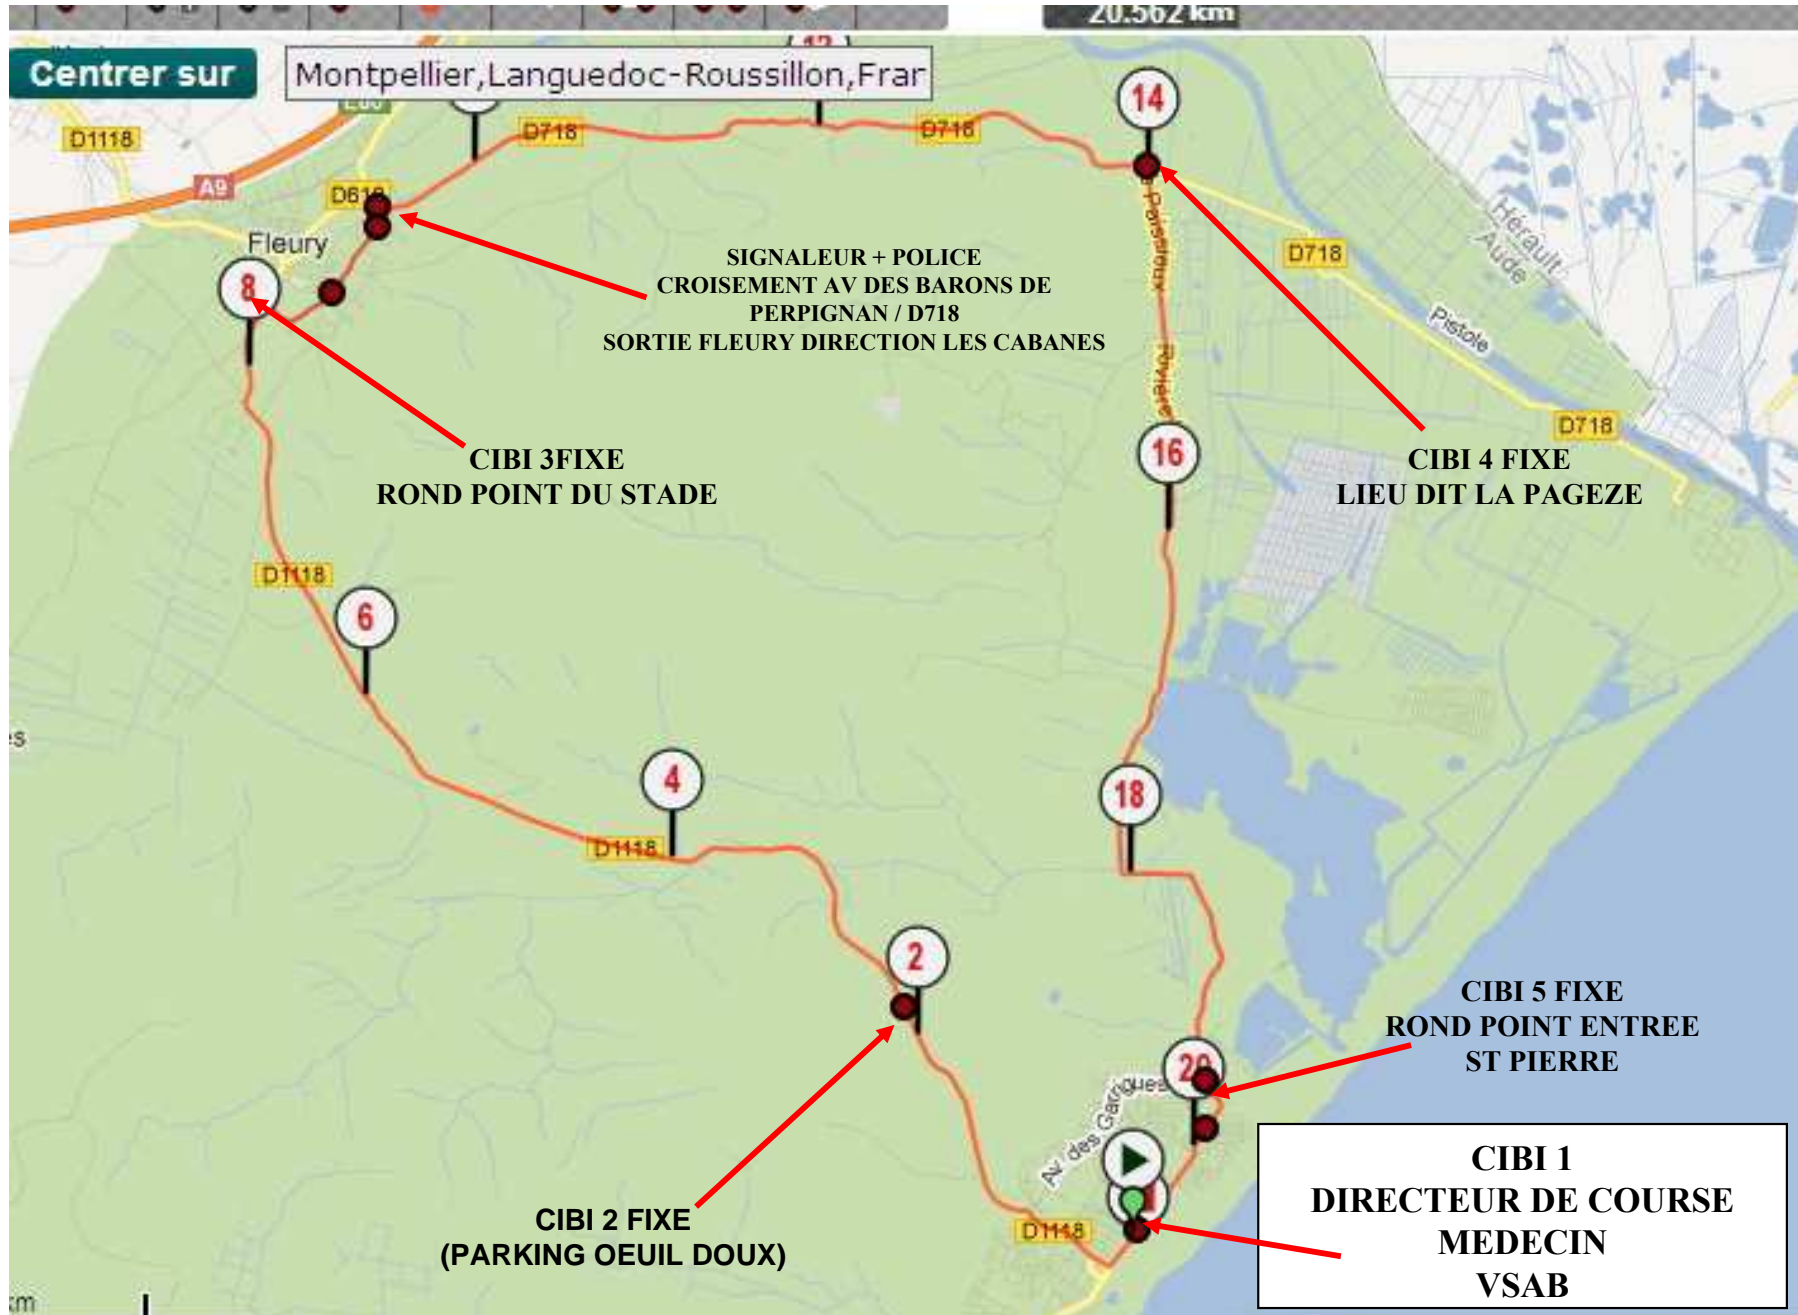 20.562 km
Centrer sur
Montpellier,Languedoc-Roussillon,Fran
12
14
D1118
D718
D718
A9
D618
Fleury
8
SIGNALEUR + POLICE
CROISEMENT AV DES BARONS DE
PERPIGNAN / D718
SORTIE FLEURY DIRECTION LES CABANES
D718
Hérault
Aude
Pistole
D718
16
CIBI 3FIXE
ROND POINT DU STADE
CIBI 4 FIXE
LIEU DIT LA PAGEZE
D1118
6
es
4
18
D1118
2
CIBI 5 FIXE
ROND POINT ENTREE
ST PIERRE
20
Av des Garrigues
CIBI 2 FIXE
(PARKING OEUIL DOUX)
D1118
CIBI 1
DIRECTEUR DE COURSE
MEDECIN
VSAB
km